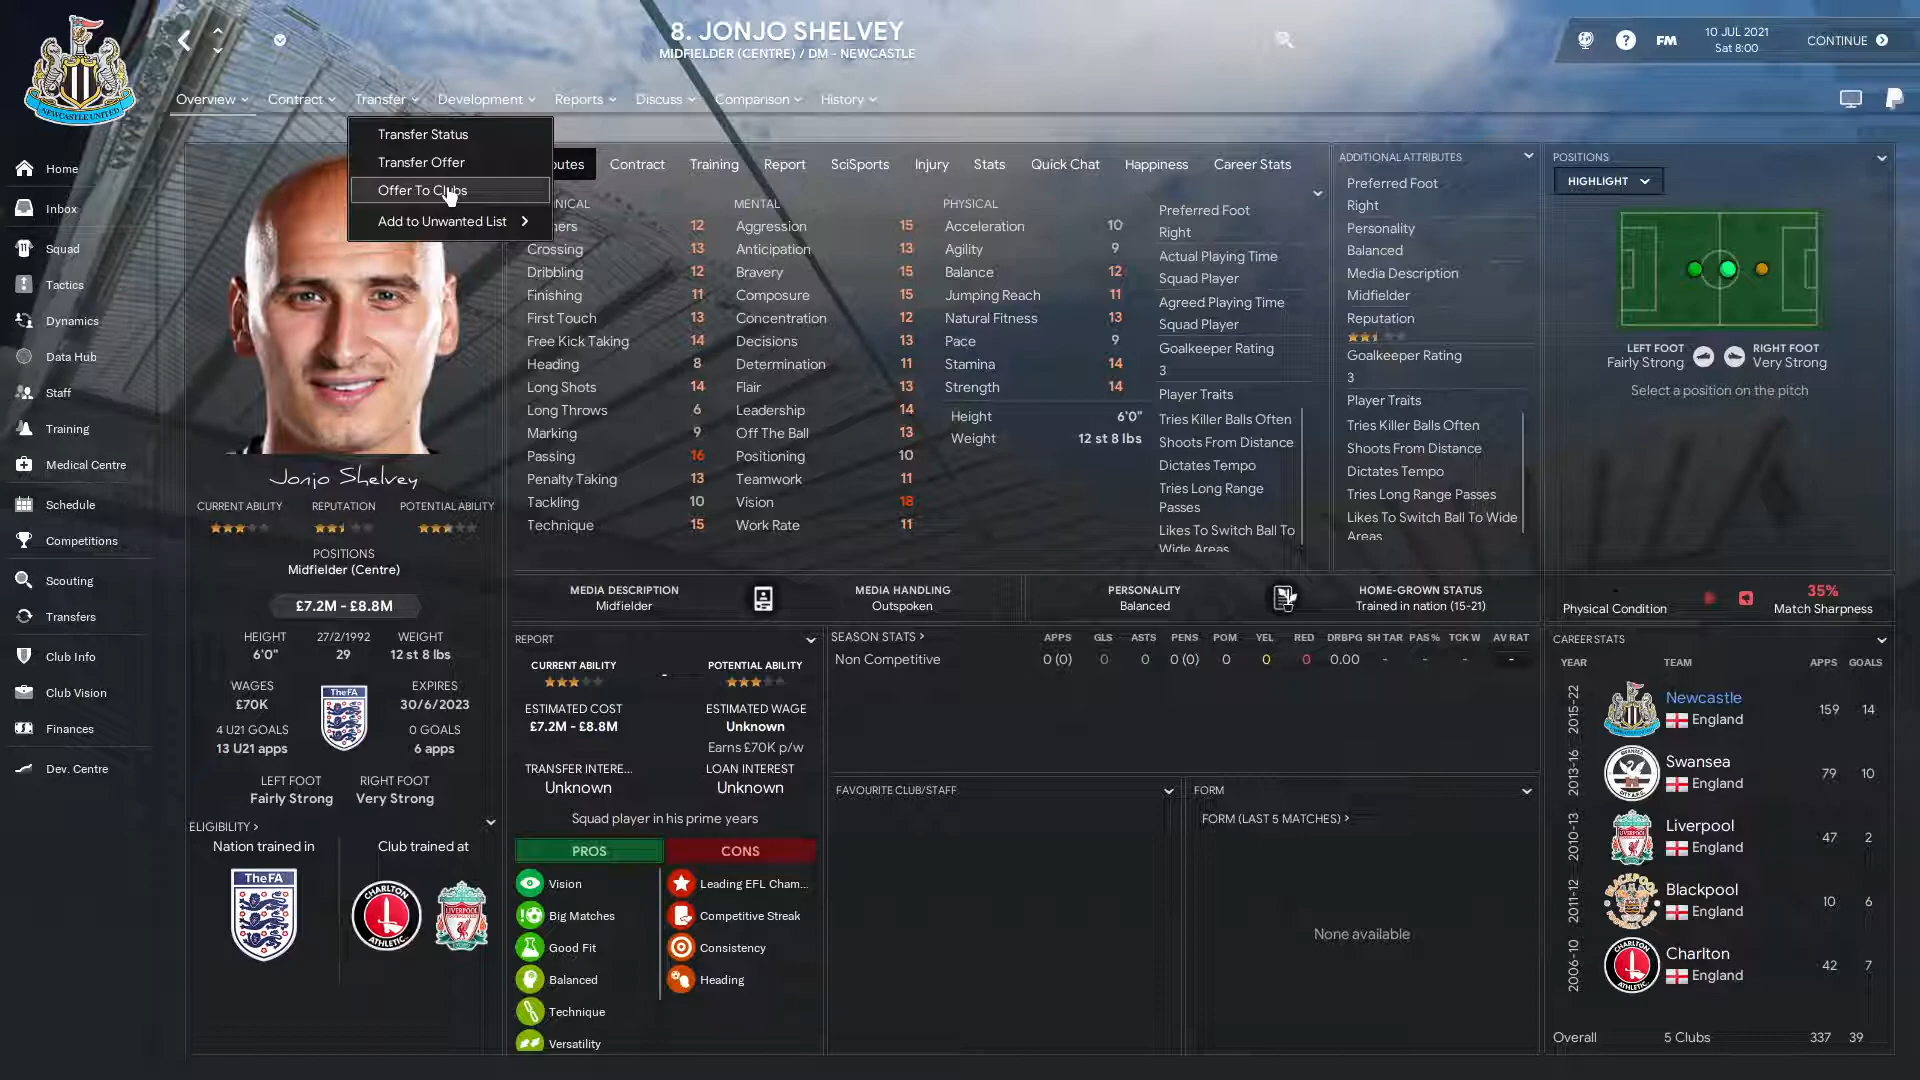 8. JONJO SHELVEY
MIDFIELDER (CENTRE) / DM - NEWCASTLE
10 JUL 2021
Sat 8:00
CONTINUE
FM
NEWCASTLE UNITED
Overview
Contract
Transfer
Development
Reports
Discuss
Comparison
History
Transfer Status
Transfer Offer
Offer To Clubs
Add to Unwanted List
Home
Inbox
Squad
Tactics
Dynamics
Data Hub
Staff
Training
Medical Centre
Schedule
Competitions
Scouting
Transfers
Club Info
Club Vision
Finances
Dev. Centre
Jonjo Shelvey
CURRENT ABILITY
REPUTATION
POTENTIAL ABILITY
POSITIONS
Midfielder (Centre)
£7.2M - £8.8M
HEIGHT
6'0"
27/2/1992
29
WEIGHT
12 st 8 lbs
WAGES
£70K
The FA
EXPIRES
30/6/2023
4 U21 GOALS
13 U21 apps
0 GOALS
6 apps
LEFT FOOT
Fairly Strong
RIGHT FOOT
Very Strong
ELIGIBILITY >
Nation trained in
Club trained at
The FA
CHARLTON
ATHLETIC
LIVERPOOL
butes
Contract
Training
Report
SciSports
Injury
Stats
Quick Chat
Happiness
Career Stats
NICAL
ners 12
Crossing 13
Dribbling 12
Finishing 11
First Touch 13
Free Kick Taking 14
Heading 8
Long Shots 14
Long Throws 6
Marking 9
Passing 16
Penalty Taking 13
Tackling 10
Technique 15
MENTAL
Aggression 15
Anticipation 13
Bravery 15
Composure 15
Concentration 12
Decisions 13
Determination 11
Flair 13
Leadership 14
Off The Ball 13
Positioning 10
Teamwork 11
Vision 18
Work Rate 11
PHYSICAL
Acceleration 10
Agility 9
Balance 12
Jumping Reach 11
Natural Fitness 13
Pace 9
Stamina 14
Strength 14
Height 6'0"
Weight 12 st 8 lbs
Preferred Foot
Right
Actual Playing Time
Squad Player
Agreed Playing Time
Squad Player
Goalkeeper Rating
3
Player Traits
Tries Killer Balls Often
Shoots From Distance
Dictates Tempo
Tries Long Range
Passes
Likes To Switch Ball To
Wide Areas
ADDITIONAL ATTRIBUTES
Preferred Foot
Right
Personality
Balanced
Media Description
Midfielder
Reputation
Goalkeeper Rating
3
Player Traits
Tries Killer Balls Often
Shoots From Distance
Dictates Tempo
Tries Long Range Passes
Likes To Switch Ball To Wide
Areas
POSITIONS
HIGHLIGHT
LEFT FOOT
Fairly Strong
RIGHT FOOT
Very Strong
Select a position on the pitch
MEDIA DESCRIPTION
Midfielder
MEDIA HANDLING
Outspoken
PERSONALITY
Balanced
HOME-GROWN STATUS
Trained in nation (15-21)
-
Physical Condition
35%
Match Sharpness
REPORT
CURRENT ABILITY
POTENTIAL ABILITY
ESTIMATED COST
£7.2M - £8.8M
ESTIMATED WAGE
Unknown
Earns £70K p/w
TRANSFER INTERE...
Unknown
LOAN INTEREST
Unknown
Squad player in his prime years
PROS
CONS
Vision
Big Matches
Good Fit
Balanced
Technique
Versatility
Leading EFL Cham...
Competitive Streak
Consistency
Heading
SEASON STATS > APPS GLS ASTS PENS POM YEL RED DRBPG SH TAR PAS % TCK W AV RAT
Non Competitive 0 (0) 0 0 0 (0) 0 0 0 0.00 - - - -
FAVOURITE CLUB/STAFF
FORM
FORM (LAST 5 MATCHES) >
None available
CAREER STATS
YEAR TEAM APPS GOALS
2015-22 Newcastle England 159 14
2013-16 Swansea England 79 10
2010-13 Liverpool England 47 2
2011-12 Blackpool England 10 6
2006-10 Charlton England 42 7
Overall 5 Clubs 337 39